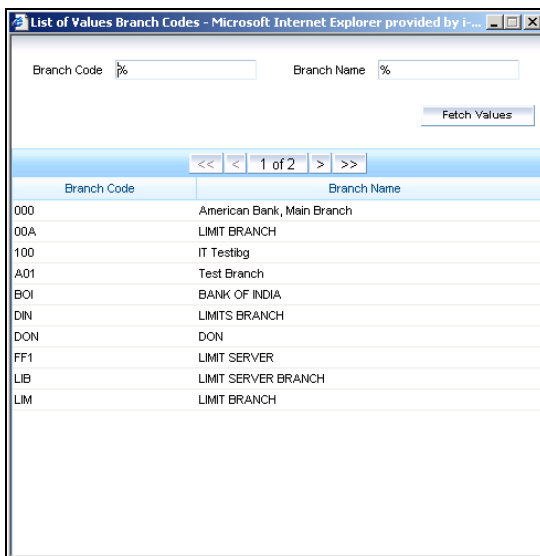 List of Values Branch Codes - Microsoft Internet Explorer provided by i-...
Branch Code % Branch Name %
Fetch Values
<< < 1 of 2 > >>
Branch Code Branch Name
000 American Bank, Main Branch
00A LIMIT BRANCH
100 IT Testibg
A01 Test Branch
BOI BANK OF INDIA
DIN LIMITS BRANCH
DON DON
FF1 LIMIT SERVER
LIB LIMIT SERVER BRANCH
LIM LIMIT BRANCH